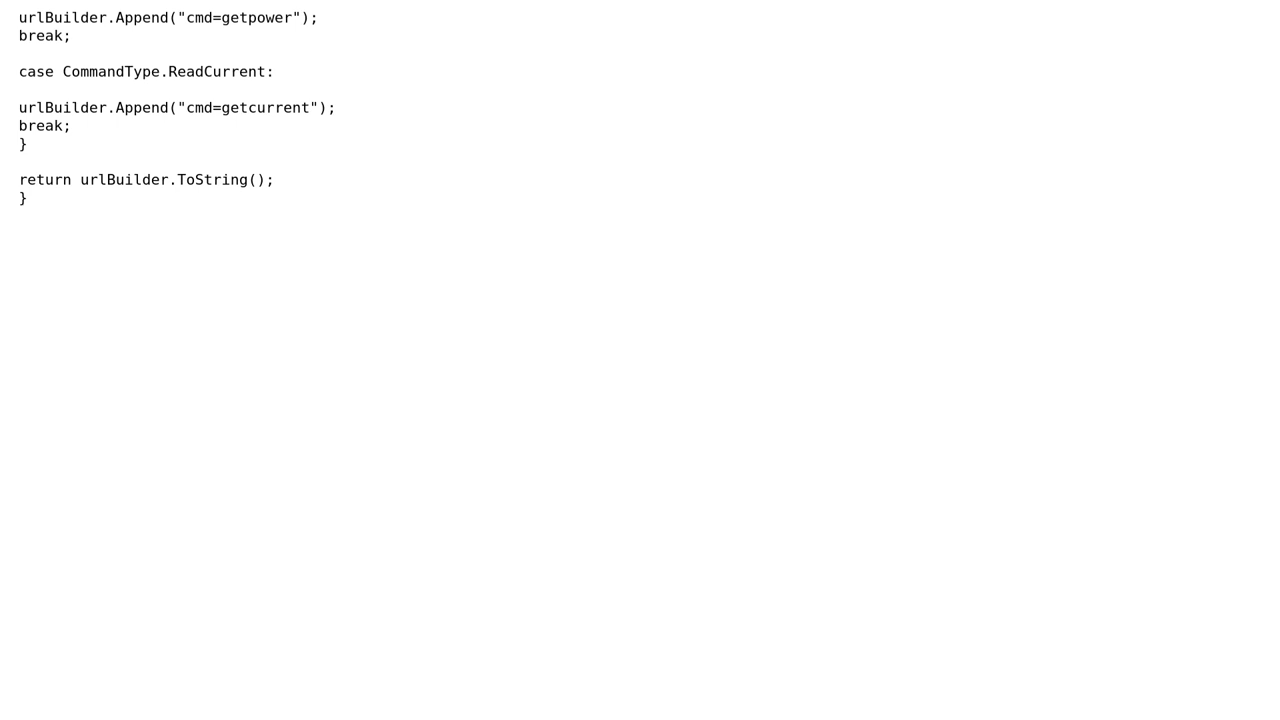 urlBuilder.Append("cmd=getpower");
break;

case CommandType.ReadCurrent:

urlBuilder.Append("cmd=getcurrent");
break;
}

return urlBuilder.ToString();
}